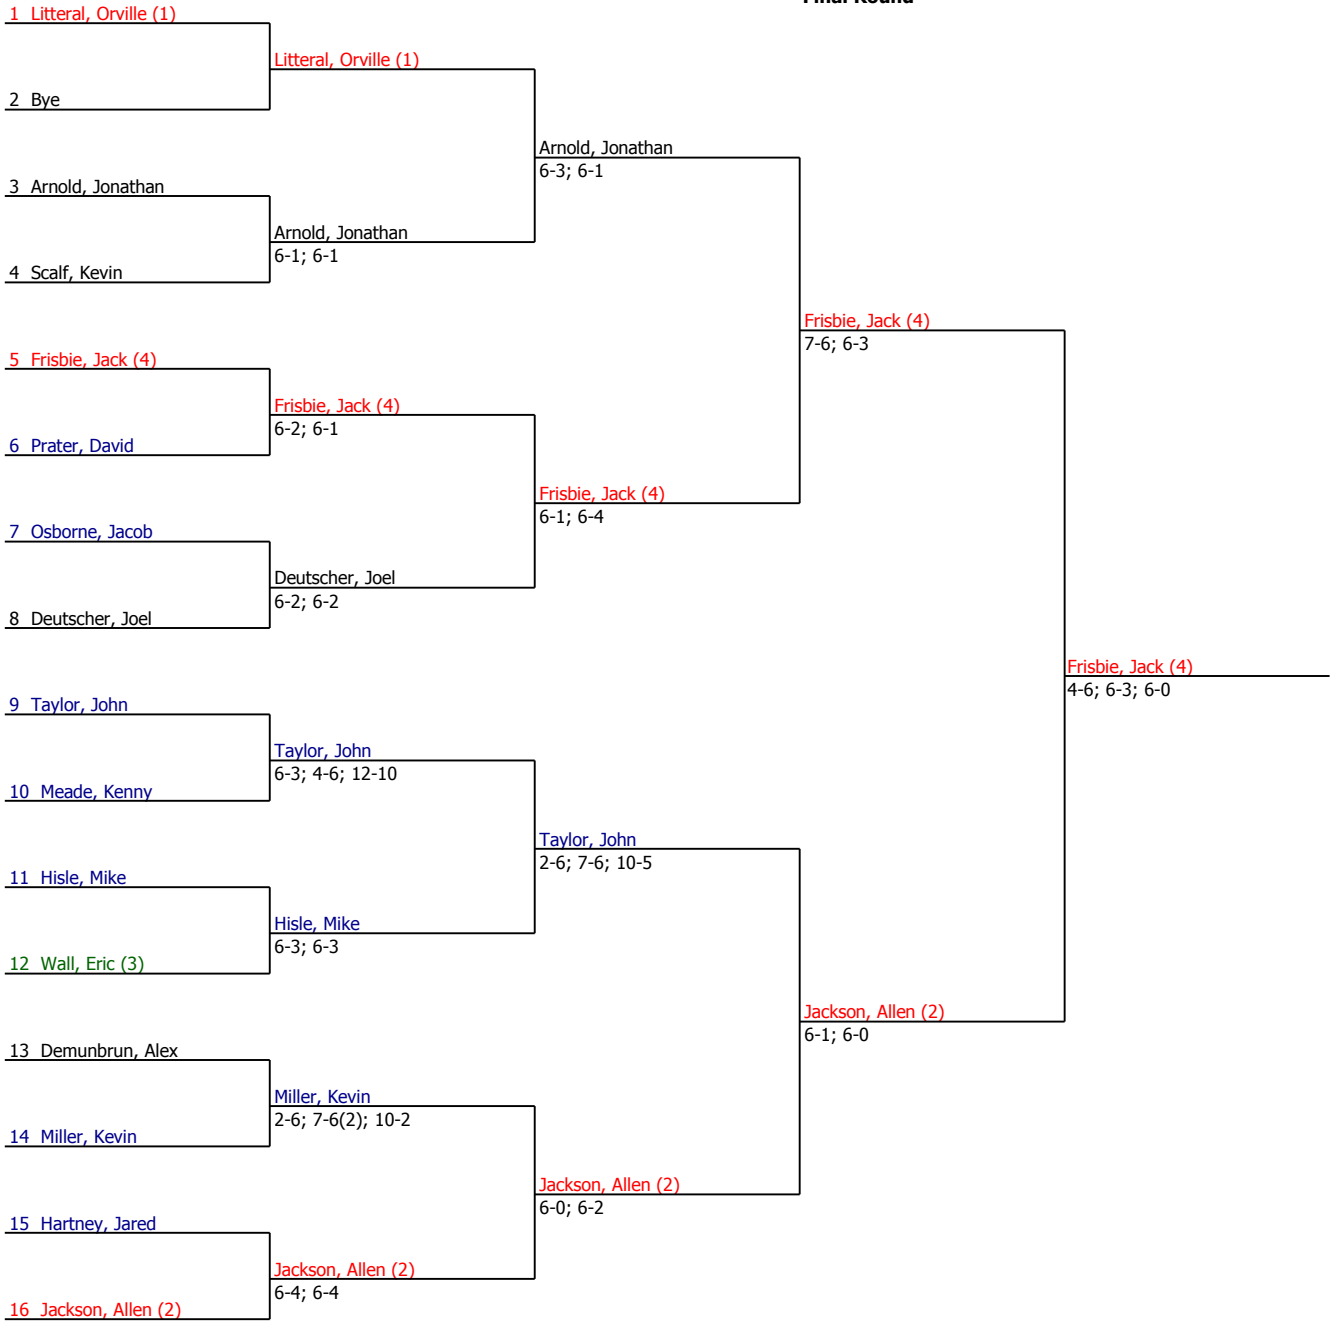 Final Round
1 Litteral, Orville (1)
Litteral, Orville (1)
2 Bye
Arnold, Jonathan
6-3; 6-1
3 Arnold, Jonathan
Arnold, Jonathan
6-1; 6-1
4 Scalf, Kevin
Frisbie, Jack (4)
7-6; 6-3
5 Frisbie, Jack (4)
Frisbie, Jack (4)
6-2; 6-1
6 Prater, David
Frisbie, Jack (4)
6-1; 6-4
7 Osborne, Jacob
Deutscher, Joel
6-2; 6-2
8 Deutscher, Joel
Frisbie, Jack (4)
4-6; 6-3; 6-0
9 Taylor, John
Taylor, John
6-3; 4-6; 12-10
10 Meade, Kenny
Taylor, John
2-6; 7-6; 10-5
11 Hisle, Mike
Hisle, Mike
6-3; 6-3
12 Wall, Eric (3)
Jackson, Allen (2)
6-1; 6-0
13 Demunbrun, Alex
Miller, Kevin
2-6; 7-6(2); 10-2
14 Miller, Kevin
Jackson, Allen (2)
6-0; 6-2
15 Hartney, Jared
Jackson, Allen (2)
6-4; 6-4
16 Jackson, Allen (2)